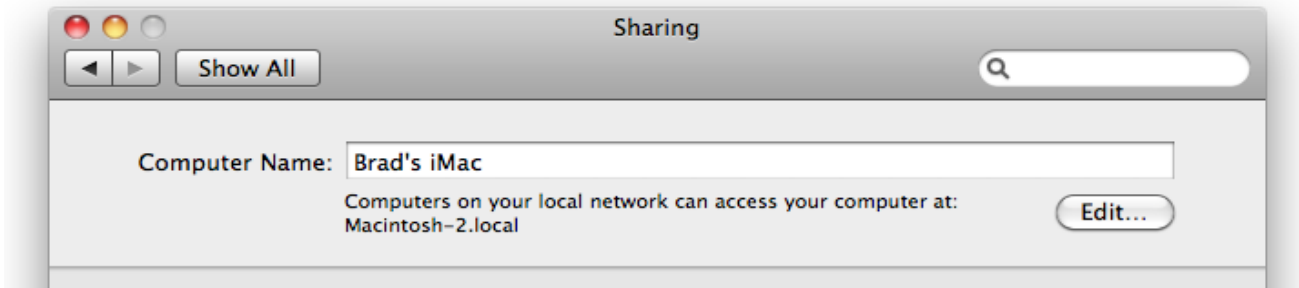 Sharing
Show All
Computer Name: Brad's iMac
Computers on your local network can access your computer at:
Macintosh-2.local
Edit...